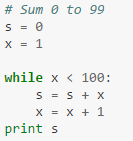 # Sum 0 to 99
s = 0
x = 1

while x < 100:
    s = s + x
    x = x + 1
print s